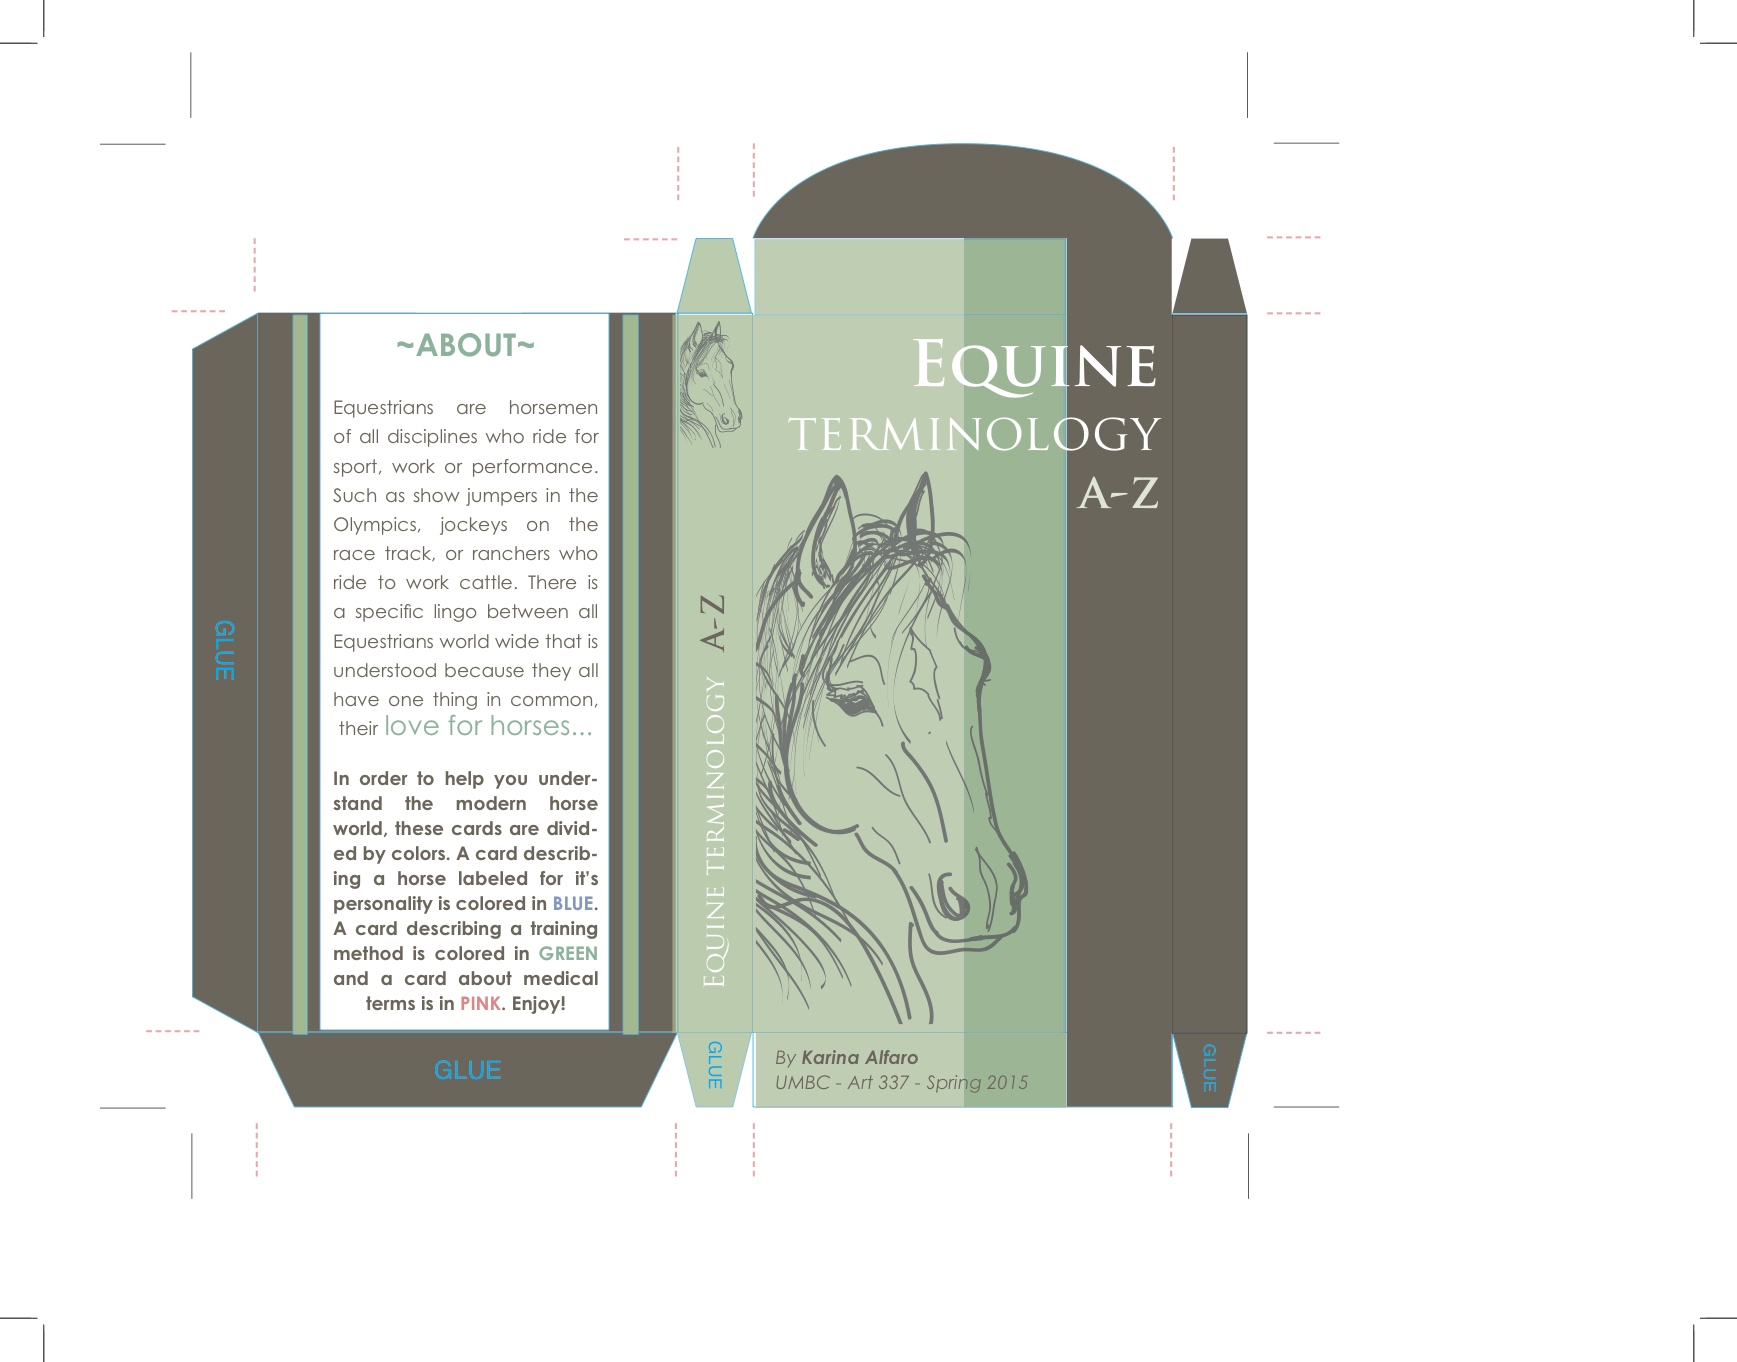 GLUE
~ABOUT~
Equestrians are horsemen
of all disciplines who ride for
sport, work or performance.
Such as show jumpers in the
Olympics, jockeys on the
race track, or ranchers who
ride to work cattle. There is
a specific lingo between all
Equestrians world wide that is
understood because they all
have one thing in common,
their love for horses...
In order to help you under-
stand the modern horse
world, these cards are divid-
ed by colors. A card describ-
ing a horse labeled for it's
personality is colored in BLUE.
A card describing a training
method is colored in GREEN
and a card about medical
terms is in PINK. Enjoy!
GLUE
EQUINE TERMINOLOGY A-Z
GLUE
EQUINE
TERMINOLOGY
A-Z
By Karina Alfaro
UMBC - Art 337 - Spring 2015
GLUE